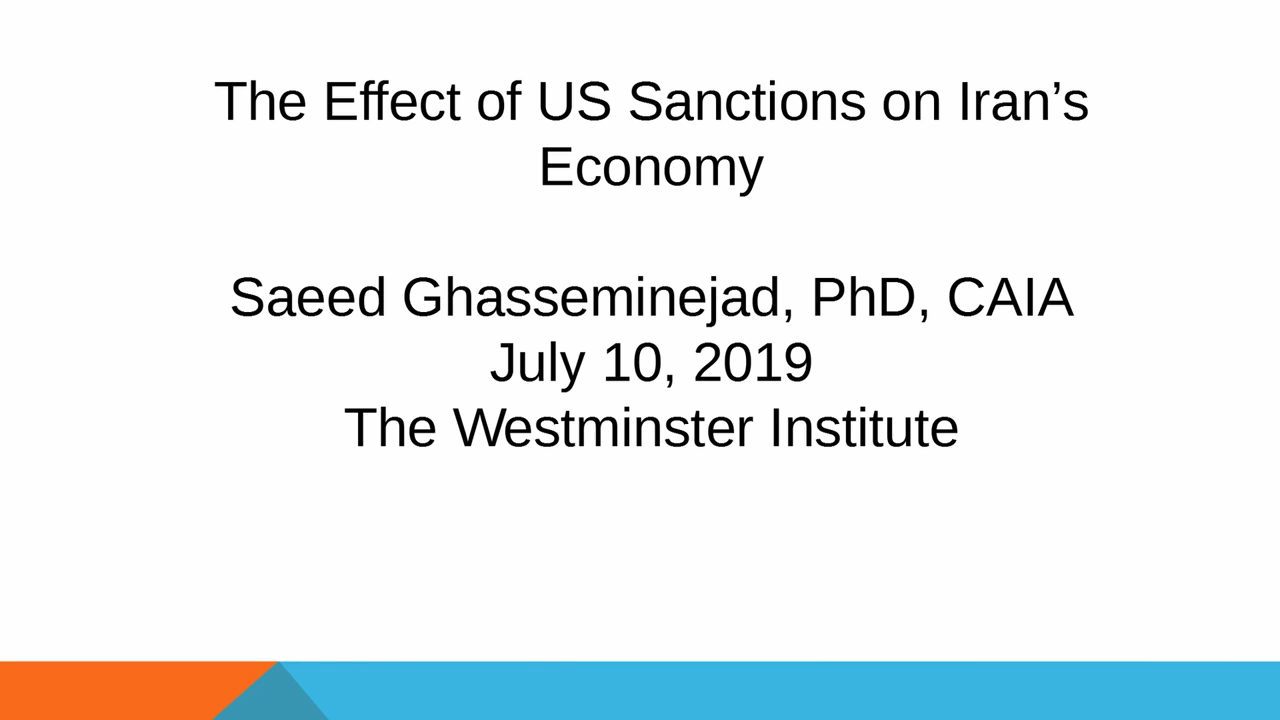 The Effect of US Sanctions on Iran’s
Economy
Saeed Ghasseminejad, PhD, CAIA
July 10, 2019
The Westminster Institute